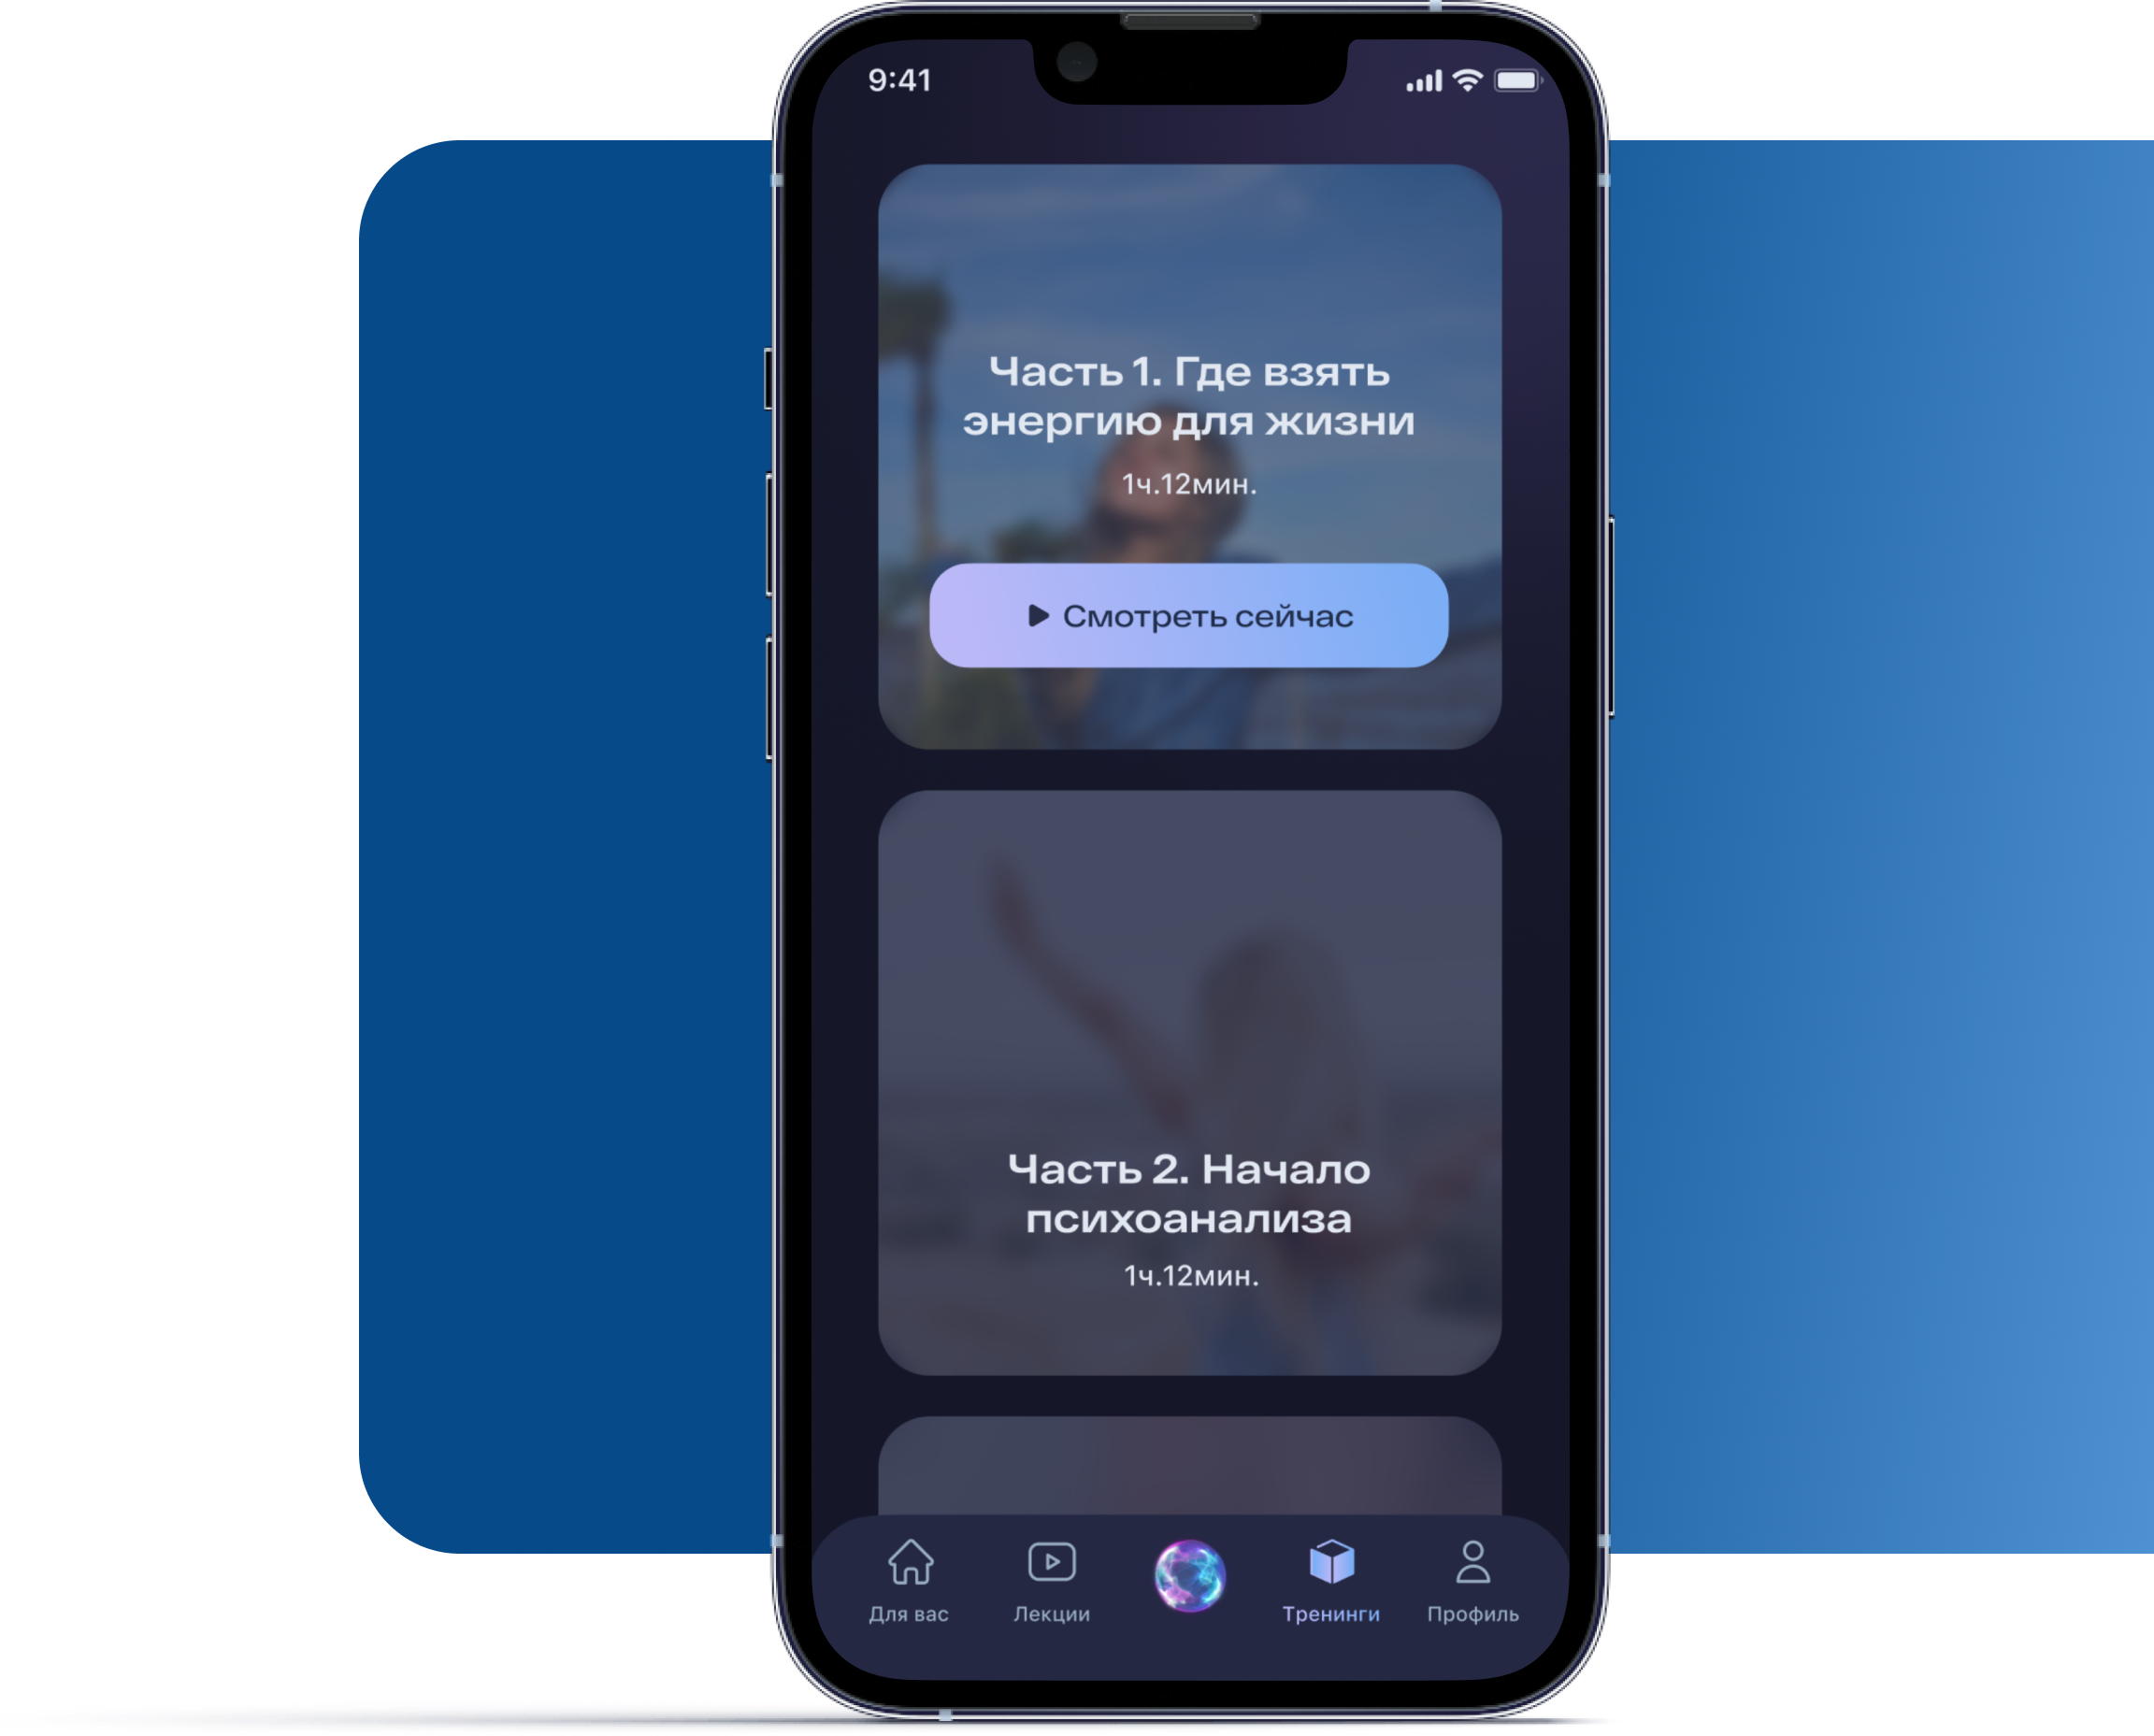 9:41
Часть 1. Где взять
энергию для жизни
1ч.12мин.
Смотреть сейчас
Часть 2. Начало
психоанализа
1ч.12мин.
Для вас
Лекции
Тренинги
Профиль